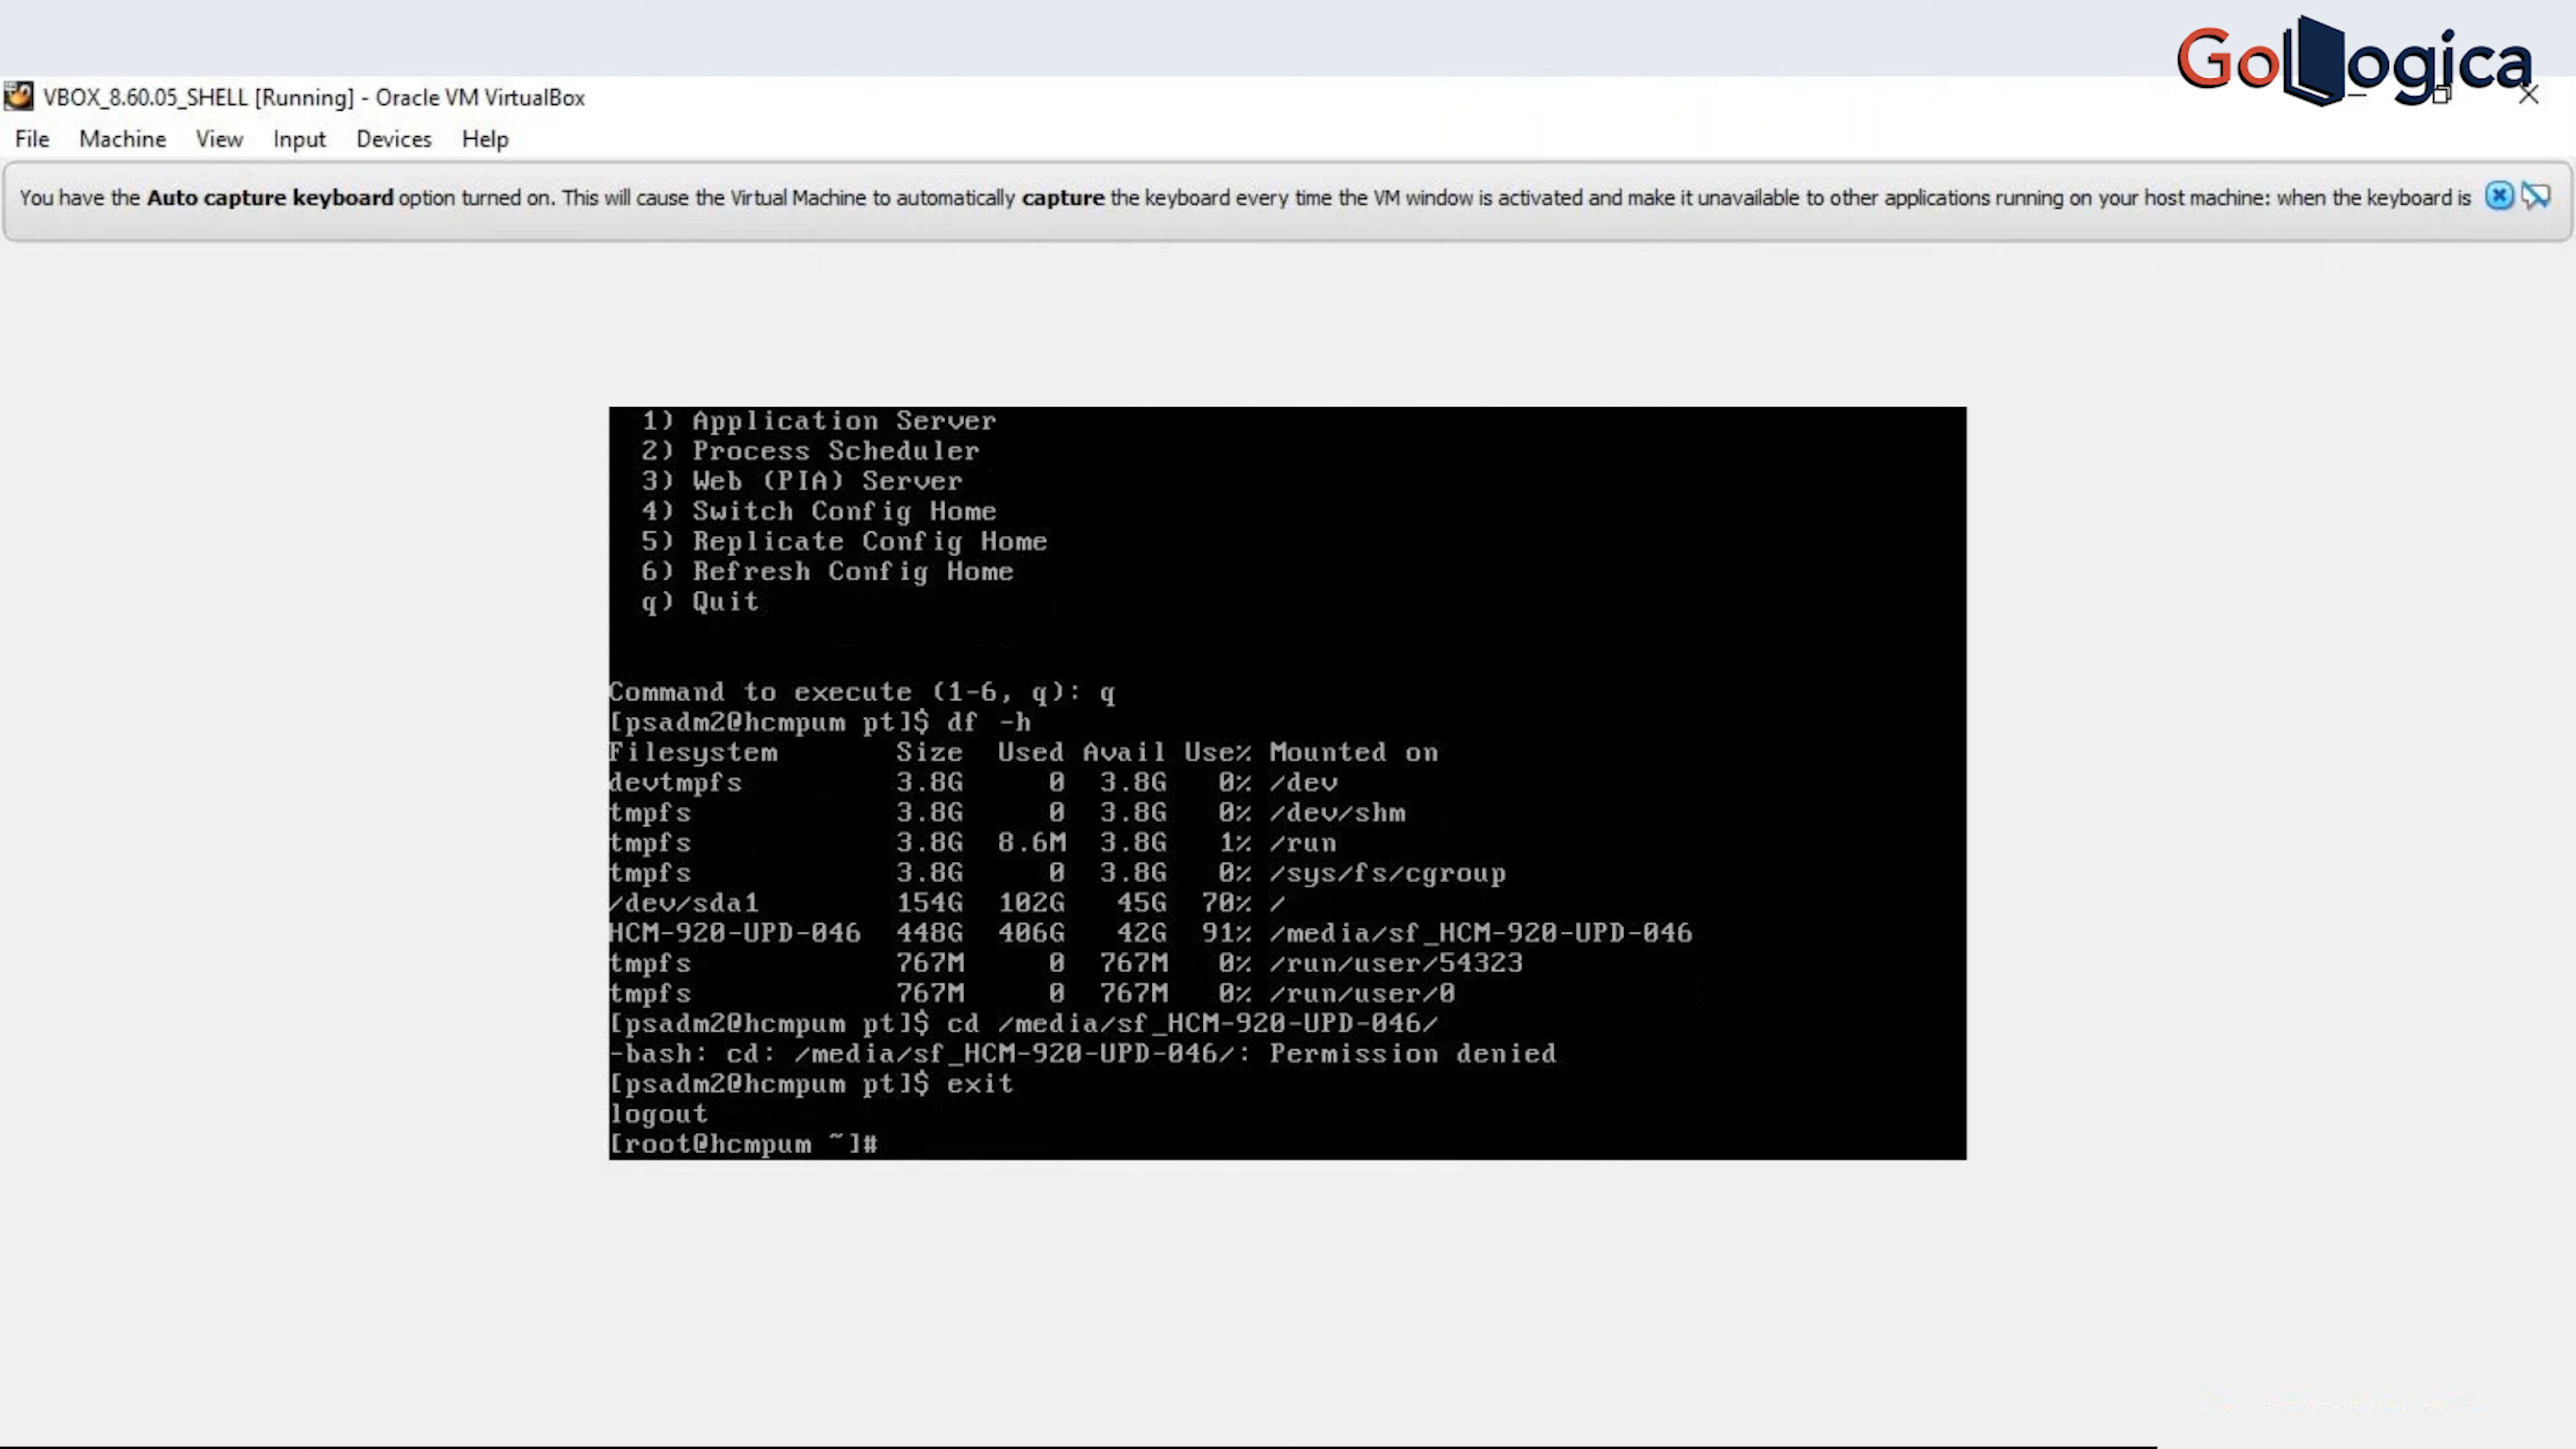 GoLogica
VBOX_8.60.05_SHELL [Running] - Oracle VM VirtualBox
File Machine View Input Devices Help
You have the Auto capture keyboard option turned on. This will cause the Virtual Machine to automatically capture the keyboard every time the VM window is activated and make it unavailable to other applications running on your host machine: when the keyboard is
1) Application Server
2) Process Scheduler
3) Web (PIA) Server
4) Switch Config Home
5) Replicate Config Home
6) Refresh Config Home
q) Quit
Command to execute (1-6, q): q
[psadm2@hcmpum pt]$ df -h
Filesystem Size Used Avail Use% Mounted on
devtmpfs 3.8G 0 3.8G 0% /dev
tmpfs 3.8G 0 3.8G 0% /dev/shm
tmpfs 3.8G 8.6M 3.8G 1% /run
tmpfs 3.8G 0 3.8G 0% /sys/fs/cgroup
/dev/sda1 154G 102G 45G 70% /
HCM-920-UPD-046 448G 406G 42G 91% /media/sf_HCM-920-UPD-046
tmpfs 767M 0 767M 0% /run/user/54323
tmpfs 767M 0 767M 0% /run/user/0
[psadm2@hcmpum pt]$ cd /media/sf_HCM-920-UPD-046/
-bash: cd: /media/sf_HCM-920-UPD-046/: Permission denied
[psadm2@hcmpum pt]$ exit
logout
[root@hcmpum ~]#